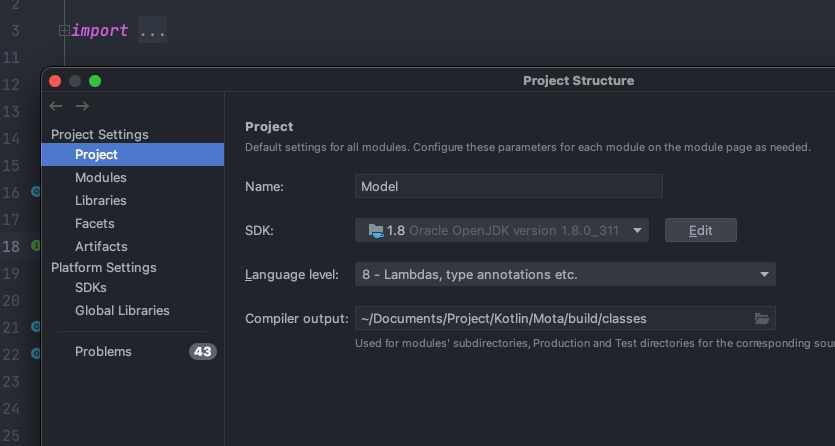 2
3 import ...
11
12
Project Structure
13
14
Project Settings
Project
Modules
Libraries
Facets
Artifacts
Platform Settings
SDKs
Global Libraries
Problems 43
15
16
17
18
19
20
21
22
23
24
25
Project
Default settings for all modules. Configure these parameters for each module on the module page as needed.
Name: Model
SDK: 1.8 Oracle OpenJDK version 1.8.0_311 Edit
Language level: 8 - Lambdas, type annotations etc.
Compiler output: ~/Documents/Project/Kotlin/Mota/build/classes
Used for modules' subdirectories, Production and Test directories for the corresponding sour